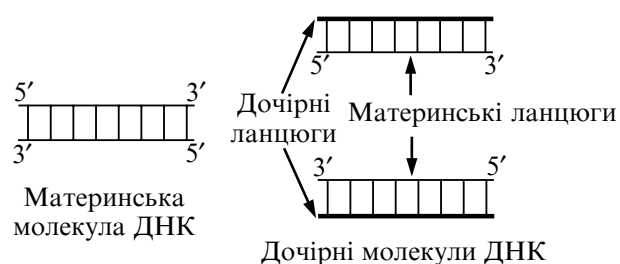 5′ 3′
3′ 5′
Материнська
молекула ДНК
5′ 3′
Дочірні
ланцюги
Материнські ланцюги
3′ 5′
Дочірні молекули ДНК